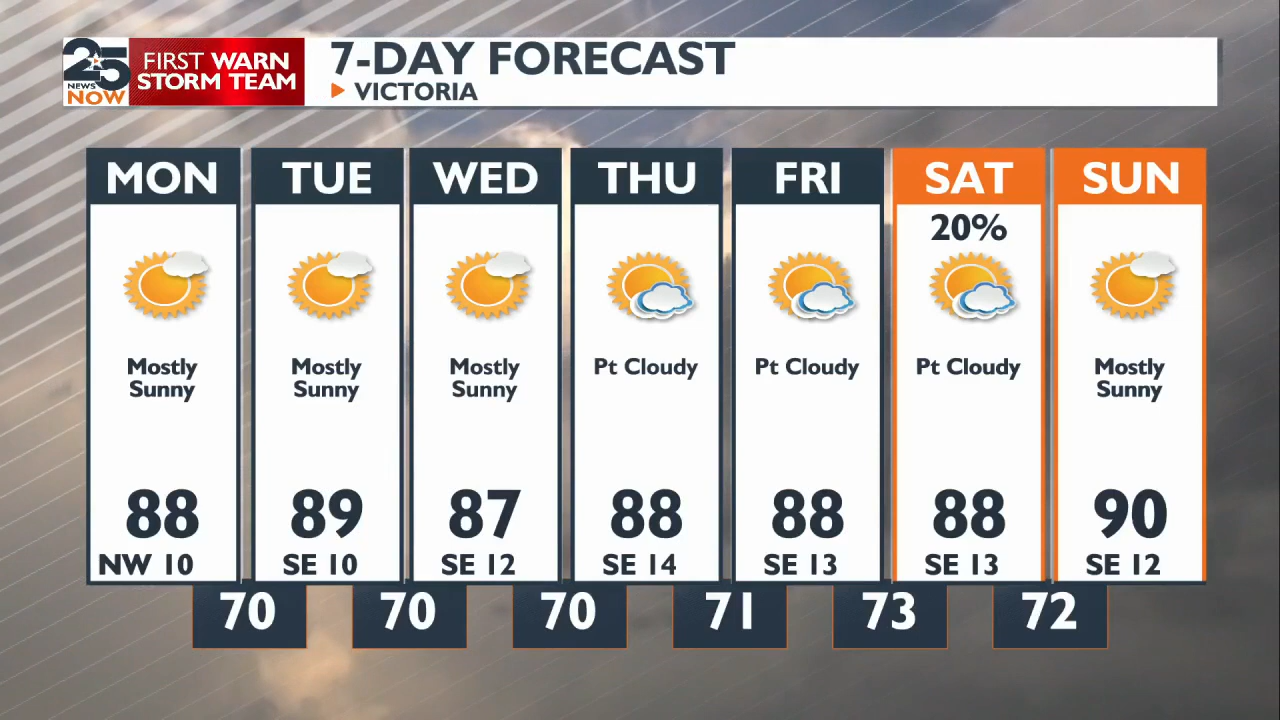 25
NEWS
NOW
FIRST WARN
STORM TEAM
7-DAY FORECAST
VICTORIA
MON TUE WED THU FRI SAT SUN
20%
Mostly Sunny
Mostly Sunny
Mostly Sunny
Pt Cloudy
Pt Cloudy
Pt Cloudy
Mostly Sunny
88 89 87 88 88 88 90
NW 10 SE 10 SE 12 SE 14 SE 13 SE 13 SE 12
70 70 70 71 73 72